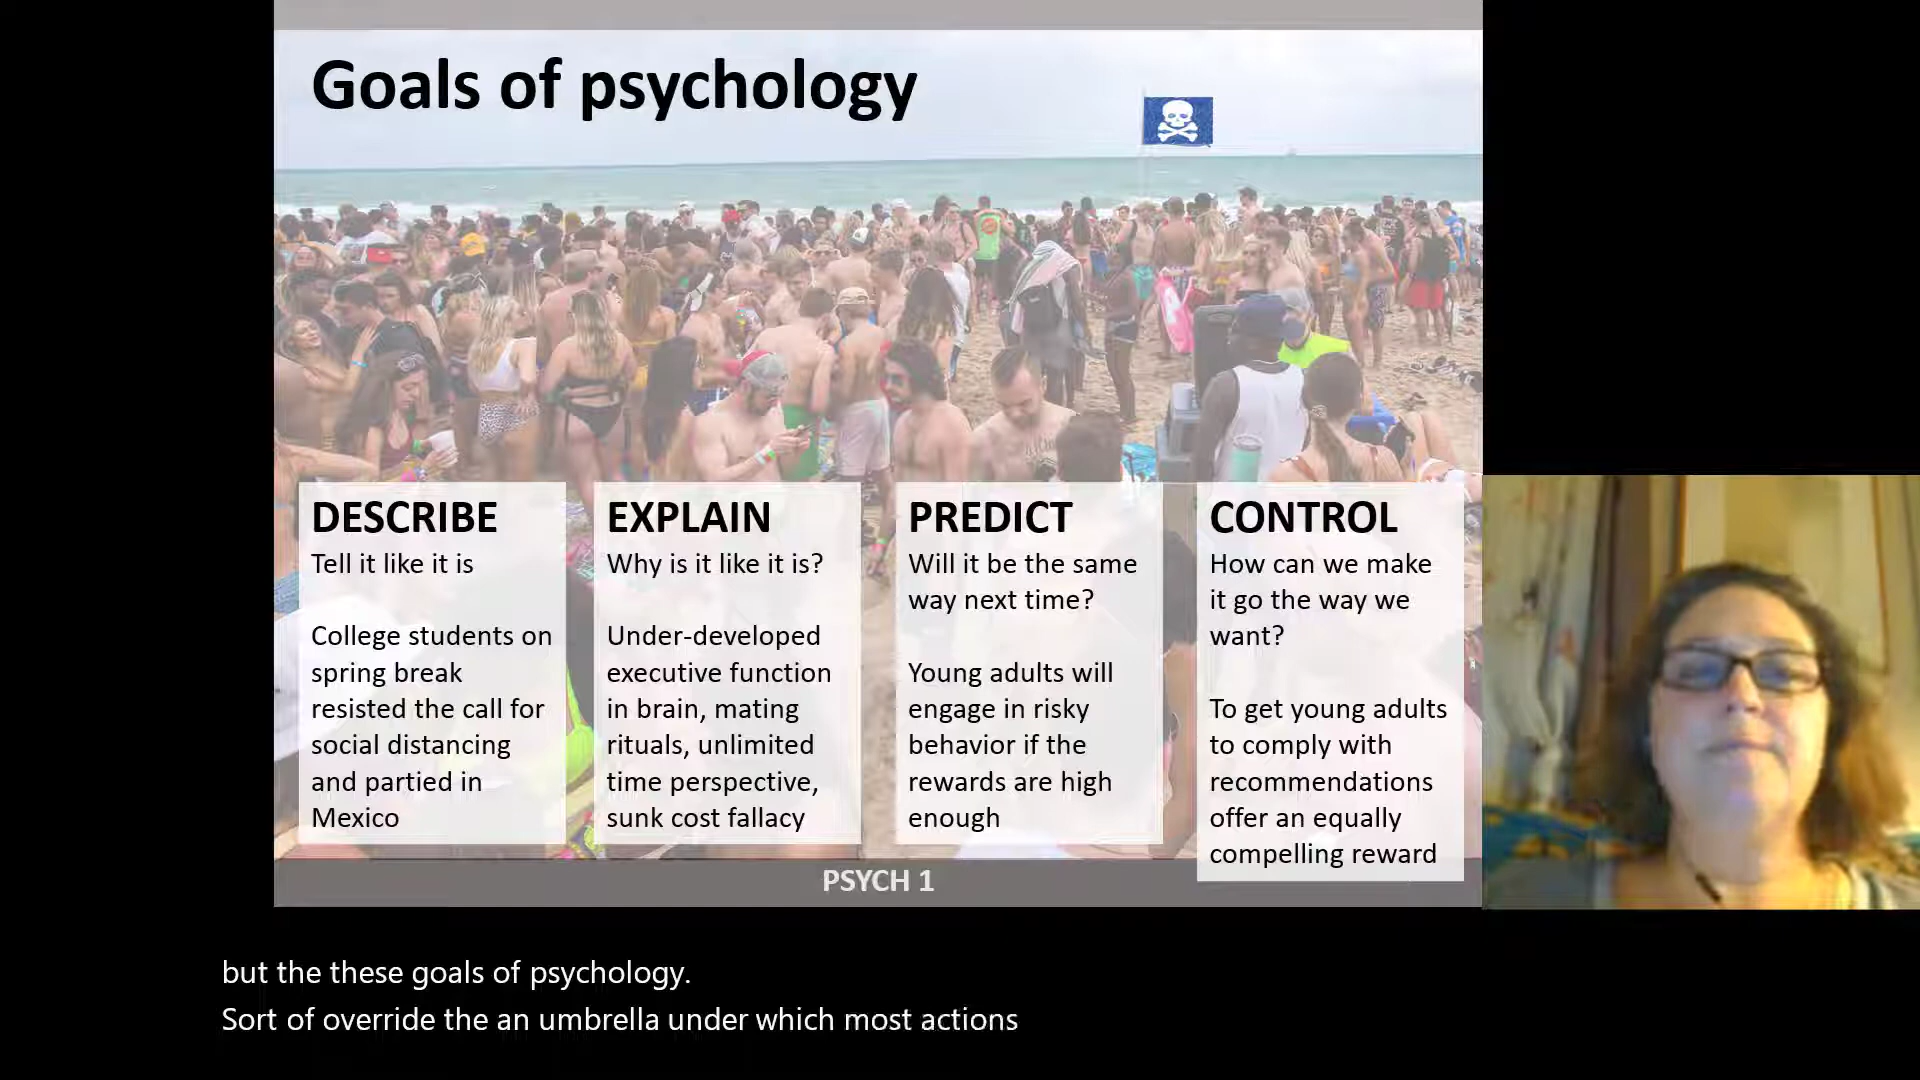 Goals of psychology
DESCRIBE
Tell it like it is
College students on
spring break
resisted the call for
social distancing
and partied in
Mexico
EXPLAIN
Why is it like it is?
Under-developed
executive function
in brain, mating
rituals, unlimited
time perspective,
sunk cost fallacy
PREDICT
Will it be the same
way next time?
Young adults will
engage in risky
behavior if the
rewards are high
enough
CONTROL
How can we make
it go the way we
want?
To get young adults
to comply with
recommendations
offer an equally
compelling reward
PSYCH 1
but the these goals of psychology.
Sort of override the an umbrella under which most actions